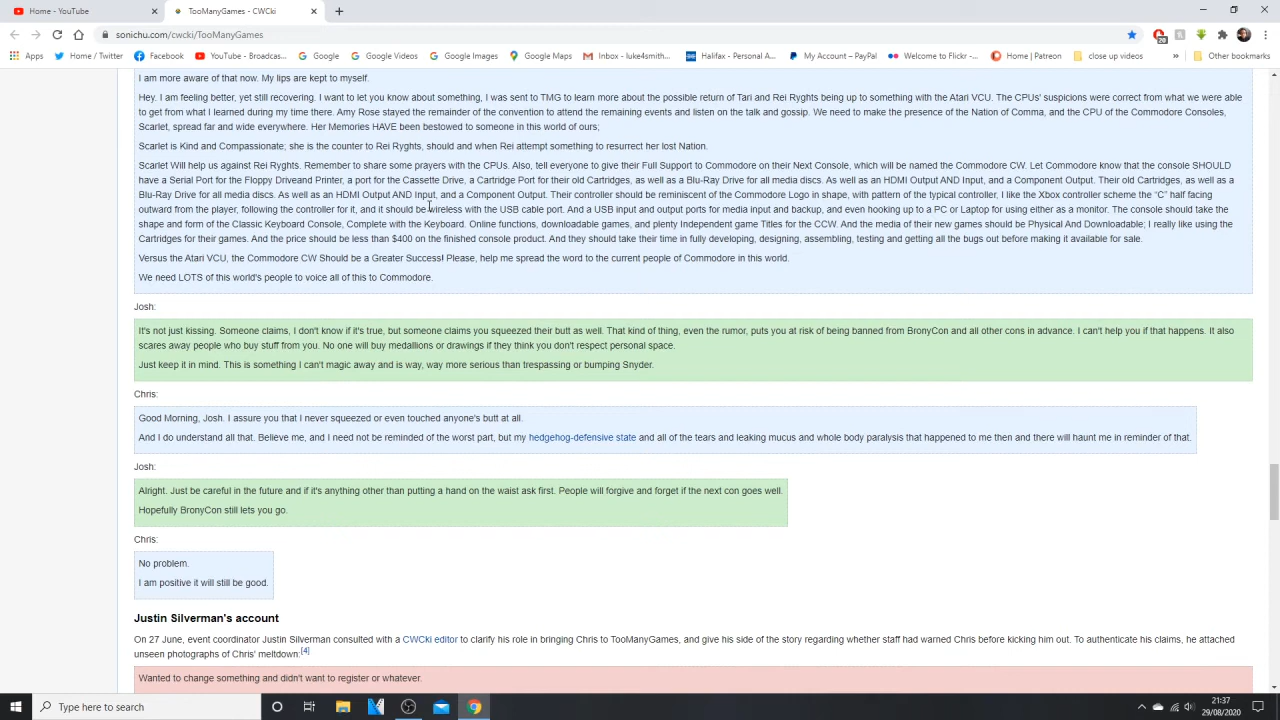 Home - YouTube
TooManyGames - CWCki
sonichu.com/cwcki/TooManyGames
Apps
Home / Twitter
Facebook
YouTube - Broadcas...
Google
Google Videos
Google Images
Google Maps
Inbox - luke4smith...
Halifax - Personal A...
My Account – PayPal
Welcome to Flickr -...
Home | Patreon
close up videos
»
Other bookmarks
I am more aware of that now. My lips are kept to myself.
Hey. I am feeling better, yet still recovering. I want to let you know about something, I was sent to TMG to learn more about the possible return of Tari and Rei Ryghts being up to something with the Atari VCU. The CPUs' suspicions were correct from what we were able
to get from what I learned during my time there. Amy Rose stayed the remainder of the convention to attend the remaining events and listen on the talk and gossip. We need to make the presence of the Nation of Comma, and the CPU of the Commodore Consoles,
Scarlet, spread far and wide everywhere. Her Memories HAVE been bestowed to someone in this world of ours;
Scarlet is Kind and Compassionate; she is the counter to Rei Ryghts, should and when Rei attempt something to resurrect her lost Nation.
Scarlet Will help us against Rei Ryghts. Remember to share some prayers with the CPUs. Also, tell everyone to give their Full Support to Commodore on their Next Console, which will be named the Commodore CW. Let Commodore know that the console SHOULD
have a Serial Port for the Floppy Driveand Printer, a port for the Cassette Drive, a Cartridge Port for their old Cartridges, as well as a Blu-Ray Drive for all media discs. As well as an HDMI Output AND Input, and a Component Output. Their old Cartridges, as well as a
Blu-Ray Drive for all media discs. As well as an HDMI Output AND Input, and a Component Output. Their controller should be reminiscent of the Commodore Logo in shape, with pattern of the typical controller, I like the Xbox controller scheme the “C” half facing
outward from the player, following the controller for it, and it should be wireless with the USB cable port. And a USB input and output ports for media input and backup, and even hooking up to a PC or Laptop for using either as a monitor. The console should take the
shape and form of the Classic Keyboard Console, Complete with the Keyboard. Online functions, downloadable games, and plenty Independent game Titles for the CCW. And the media of their new games should be Physical And Downloadable; I really like using the
Cartridges for their games. And the price should be less than $400 on the finished console product. And they should take their time in fully developing, designing, assembling, testing and getting all the bugs out before making it available for sale.
Versus the Atari VCU, the Commodore CW Should be a Greater Success! Please, help me spread the word to the current people of Commodore in this world.
We need LOTS of this world's people to voice all of this to Commodore.
Josh:
It's not just kissing. Someone claims, I don't know if it's true, but someone claims you squeezed their butt as well. That kind of thing, even the rumor, puts you at risk of being banned from BronyCon and all other cons in advance. I can't help you if that happens. It also
scares away people who buy stuff from you. No one will buy medallions or drawings if they think you don't respect personal space.
Just keep it in mind. This is something I can't magic away and is way, way more serious than trespassing or bumping Snyder.
Chris:
Good Morning, Josh. I assure you that I never squeezed or even touched anyone's butt at all.
And I do understand all that. Believe me, and I need not be reminded of the worst part, but my hedgehog-defensive state and all of the tears and leaking mucus and whole body paralysis that happened to me then and there will haunt me in reminder of that.
Josh:
Alright. Just be careful in the future and if it's anything other than putting a hand on the waist ask first. People will forgive and forget if the next con goes well.
Hopefully BronyCon still lets you go.
Chris:
No problem.
I am positive it will still be good.
Justin Silverman's account
On 27 June, event coordinator Justin Silverman consulted with a CWCki editor to clarify his role in bringing Chris to TooManyGames, and give his side of the story regarding whether staff had warned Chris before kicking him out. To authenticate his claims, he attached
unseen photographs of Chris' meltdown:[4]
Wanted to change something and didn't want to register or whatever.
Type here to search
21:37
29/08/2020